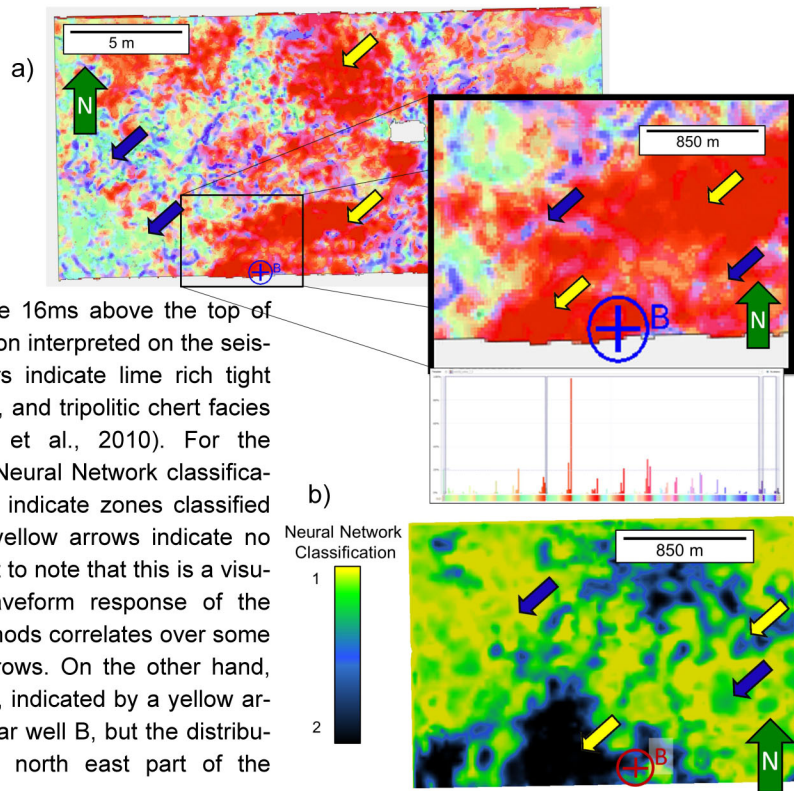 5 m
a)
N
B
850 m
B
N
e 16ms above the top of
on interpreted on the seis-
rs indicate lime rich tight
, and tripolitic chert facies
et al., 2010). For the
Neural Network classifica-
indicate zones classified
yellow arrows indicate no
t to note that this is a visu-
aveform response of the
nods correlates over some
rows. On the other hand,
, indicated by a yellow ar-
ar well B, but the distribu-
north east part of the
b)
Neural Network
Classification
1
2
850 m
B
N